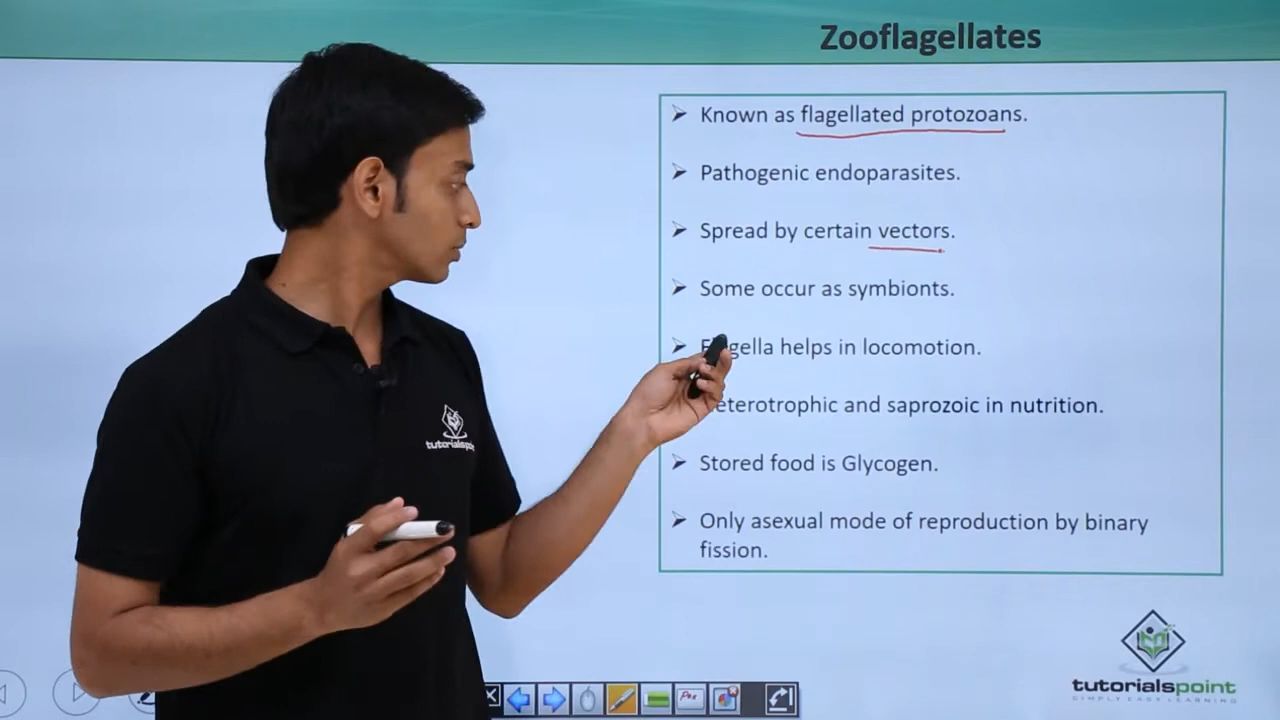 Zooflagellates
Known as flagellated protozoans.
Pathogenic endoparasites.
Spread by certain vectors.
Some occur as symbionts.
helps in locomotion.
and saprozoic in nutrition.
Stored food is Glycogen.
Only asexual mode of reproduction by binary
fission.
tutorialspoint
tutorialspoint
SIMPLY EASY LEARNING